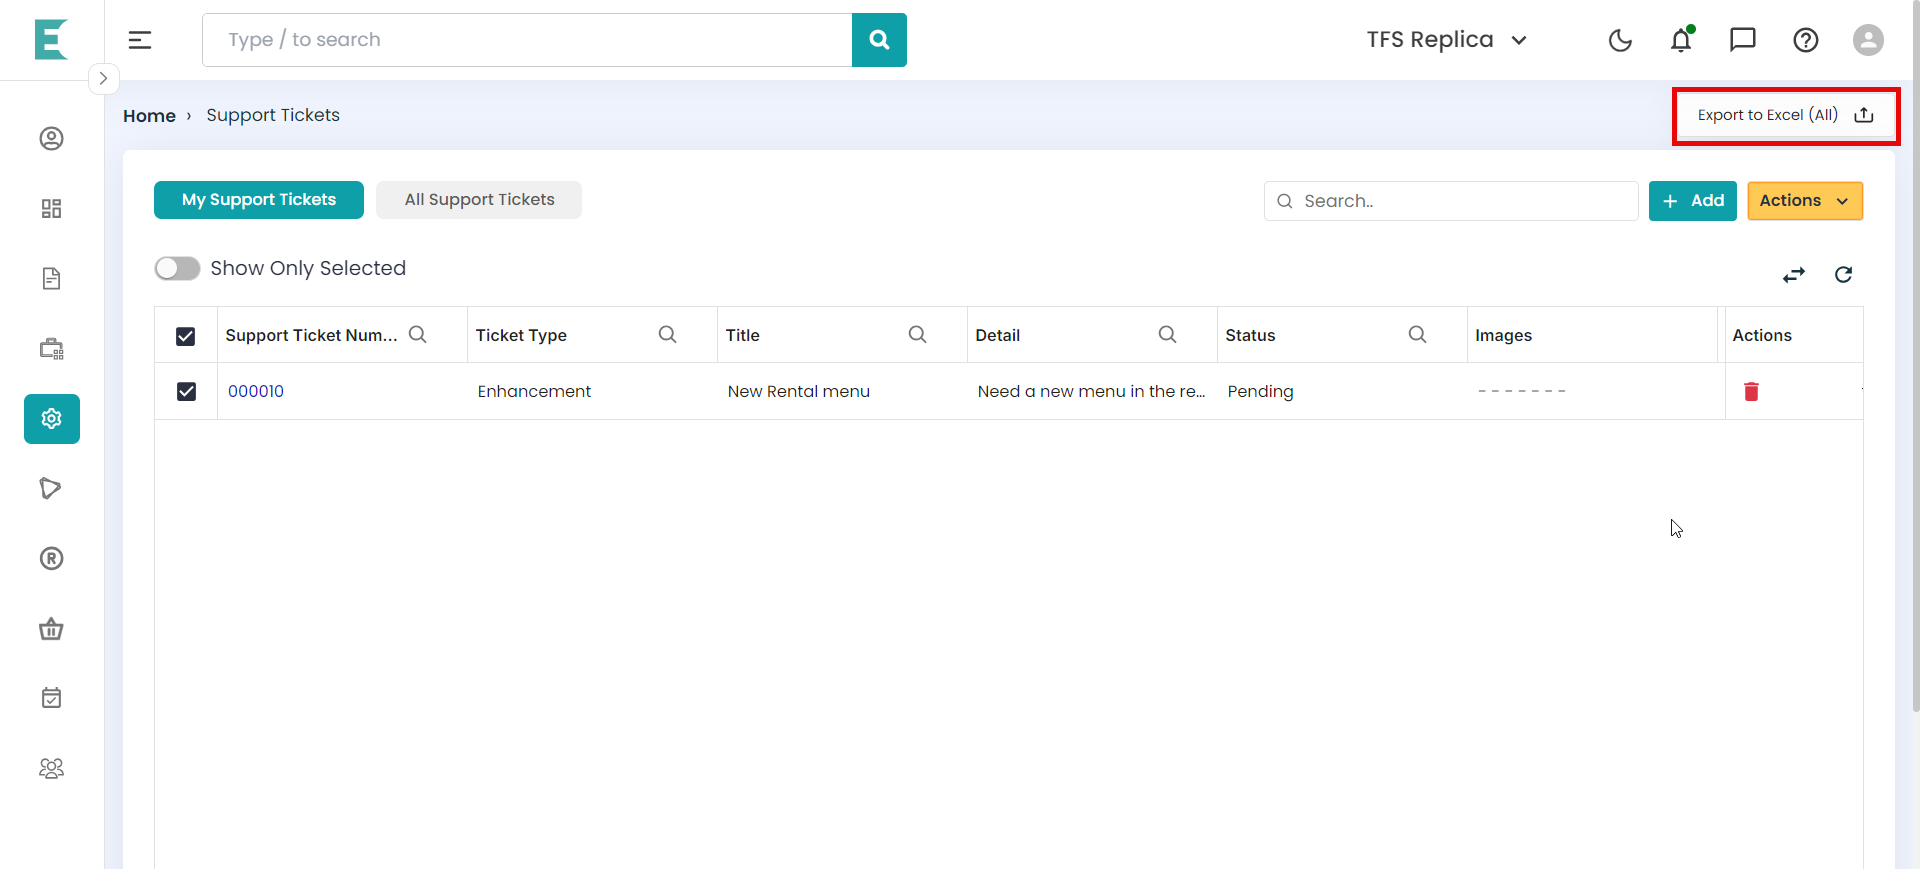 Type / to search
TFS Replica
Home › Support Tickets
Export to Excel (All)
My Support Tickets
All Support Tickets
Search..
+ Add
Actions
Show Only Selected
Support Ticket Num... Ticket Type Title Detail Status Images Actions
000010 Enhancement New Rental menu Need a new menu in the re... Pending -------